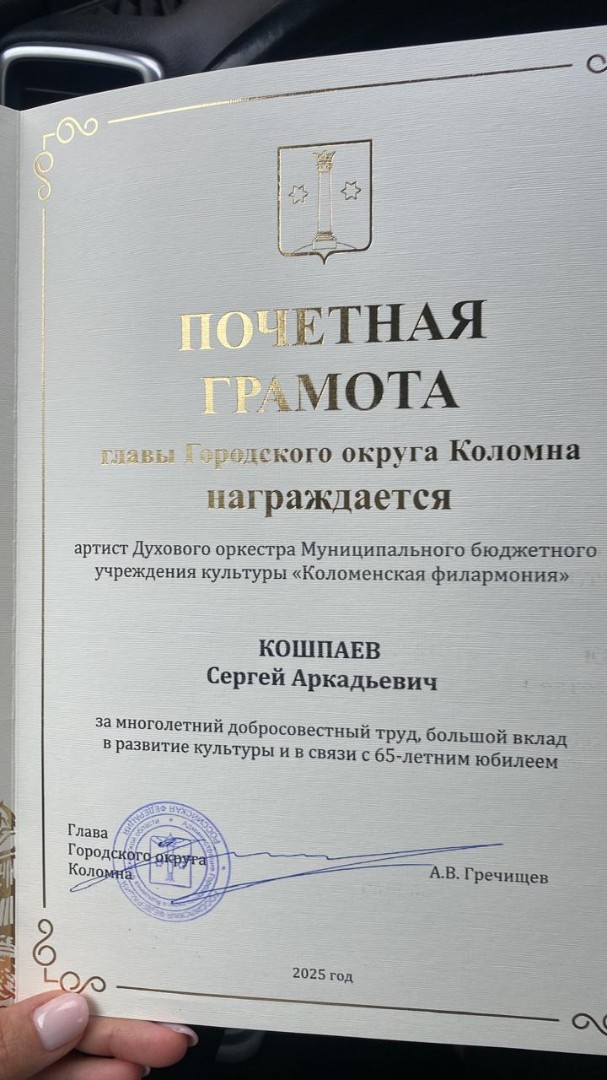 ПОЧЕТНАЯ
ГРАМОТА
главы Городского округа Коломна
награждается
артист Духового оркестра Муниципального бюджетного
учреждения культуры «Коломенская филармония»
КОШПАЕВ
Сергей Аркадьевич
за многолетний добросовестный труд, большой вклад
в развитие культуры и в связи с 65-летним юбилеем
Глава
Городского округа
Коломна
А.В. Гречищев
РОССИЙСКАЯ ФЕДЕРАЦИЯ
2025 год